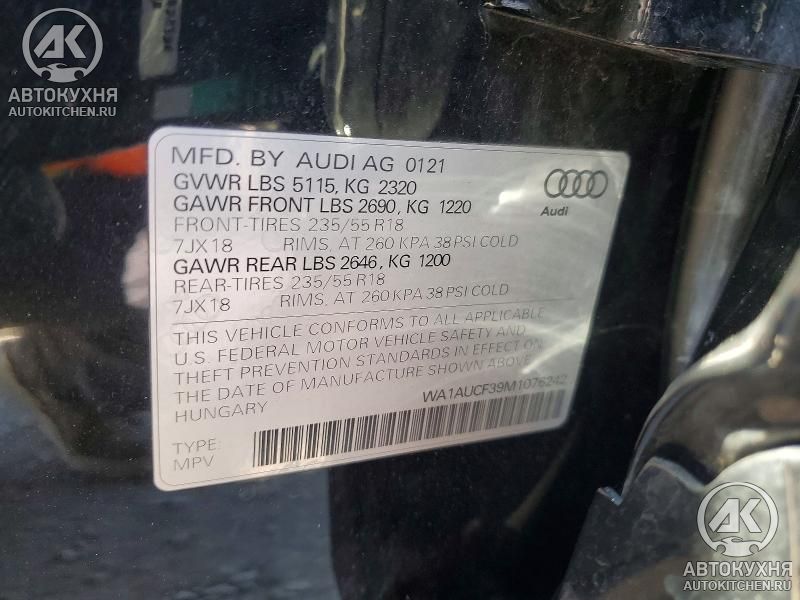 АК
АВТОКУХНЯ
AUTOKITCHEN.RU
MFD. BY AUDI AG 0121
GVWR LBS 5115, KG 2320
GAWR FRONT LBS 2690, KG 1220
FRONT-TIRES 235/55 R18
7JX18 RIMS, AT 260 KPA 38 PSI COLD
GAWR REAR LBS 2646, KG 1200
REAR-TIRES 235/55 R18
7JX18 RIMS, AT 260 KPA 38 PSI COLD
Audi
THIS VEHICLE CONFORMS TO ALL APPLICABLE
U.S. FEDERAL MOTOR VEHICLE SAFETY AND
THEFT PREVENTION STANDARDS IN EFFECT ON
THE DATE OF MANUFACTURE SHOWN ABOVE
HUNGARY
WA1AUCF39M1076242
TYPE:
MPV
АК
АВТОКУХНЯ
AUTOKITCHEN.RU